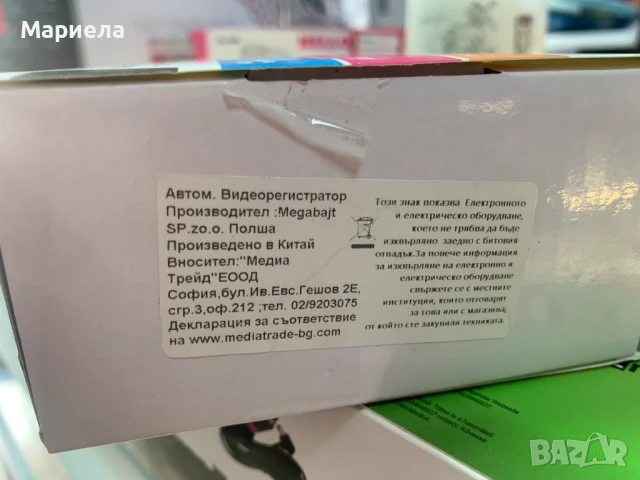 Мариела
Автом. Видеорегистратор
Производител :Megabajt
SP.zo.o. Полша
Произведено в Китай
Вносител:"Медиа
Трейд"ЕООД
София,бул.Ив.Евс.Гешов 2Е,
сгр.3,оф.212 ;тел. 02/9203075
Декларация за съответствие
на www.mediatrade-bg.com
Този знак показва Електронното
и електрическо оборудване,
което не трябва да бъде
изхвърляно заедно с битовия
отпадък.За повече информация
за изхвърляне на електронно и
електрическо оборудване
свържете се с местните
институции, които отговарят
за това или с магазина,
от който сте закупили техниката.
BAZAR